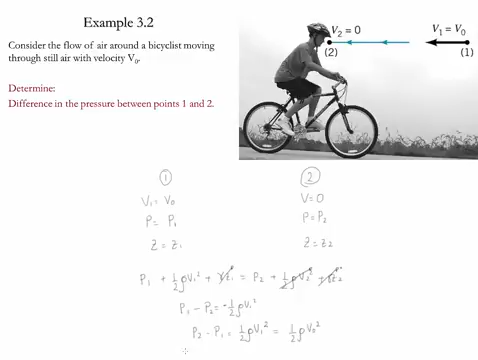 Example 3.2
Consider the flow of air around a bicyclist moving
through still air with velocity V₀.
Determine:
Difference in the pressure between points 1 and 2.
V₂ = 0
(2)
V₁ = V₀
(1)
① ②
V₁ = V₀ V = 0
P = P₁ P = P₂
Z = Z₁ Z = Z₂
P₁ + ½ρV₁² + γz₁ = P₂ + ½ρV₂² + γz₂
P₁ − P₂ = −½ρV₁²
P₂ − P₁ = ½ρV₁² = ½ρV₀²